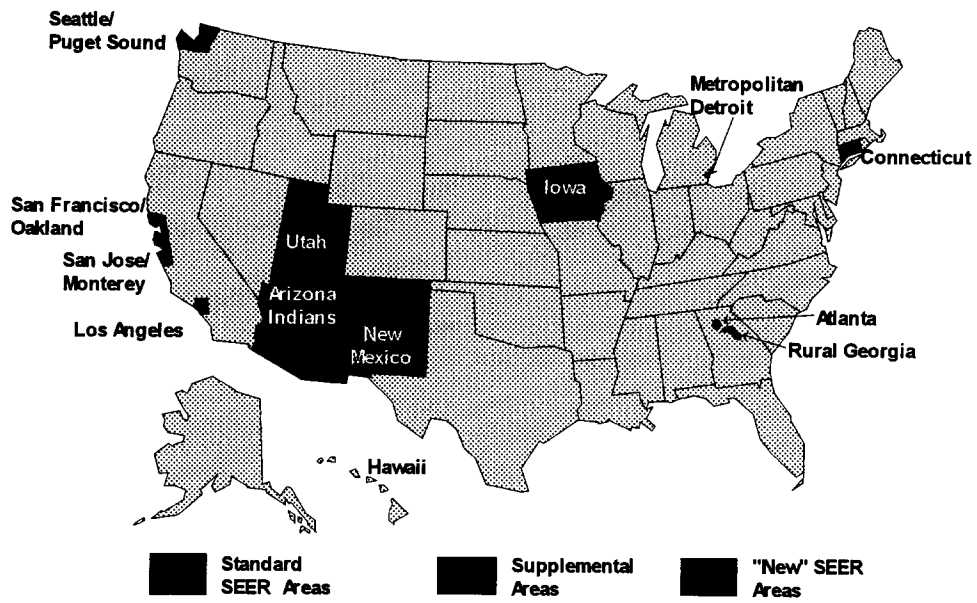 Seattle/
Puget Sound
Metropolitan
Detroit
Connecticut
Iowa
San Francisco/
Oakland
Utah
San Jose/
Monterey
Arizona
Indians
Los Angeles
New
Mexico
Atlanta
Rural Georgia
Hawaii
Standard
SEER Areas
Supplemental
Areas
"New" SEER
Areas